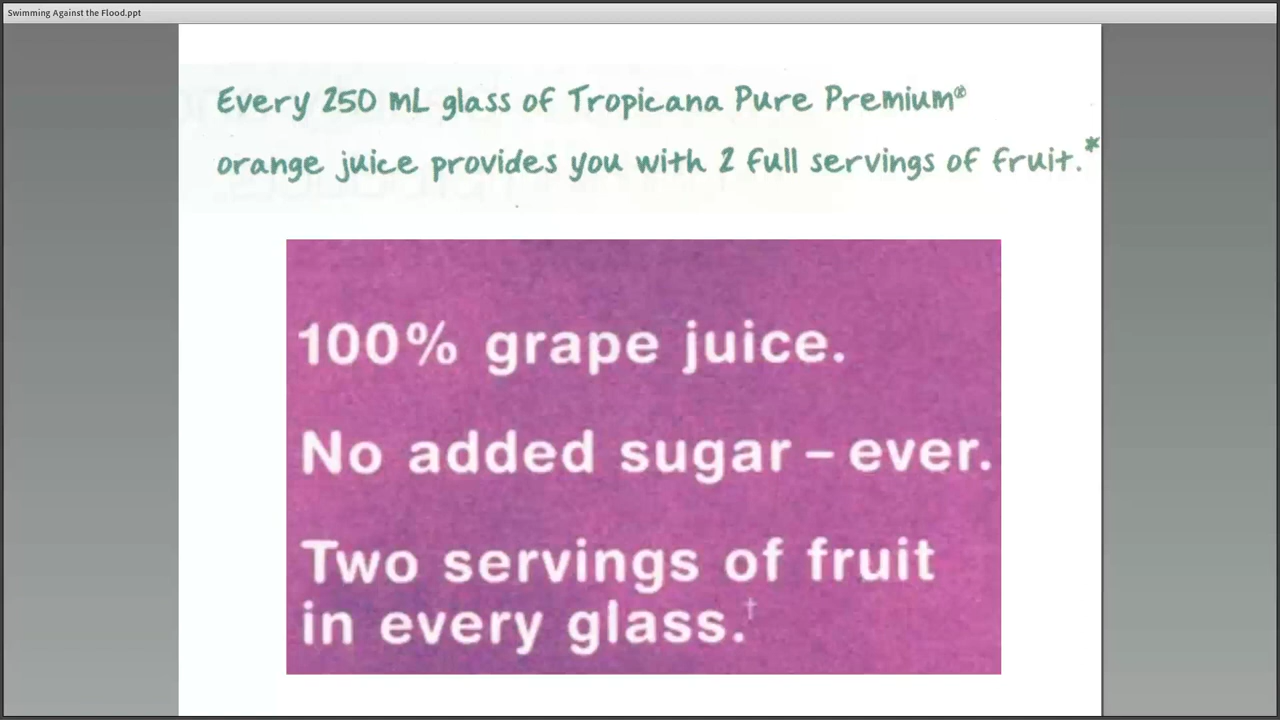 Swimming Against the Flood.ppt
Every 250 mL glass of Tropicana Pure Premium®
orange juice provides you with 2 full servings of fruit.*
100% grape juice.
No added sugar – ever.
Two servings of fruit
in every glass.†